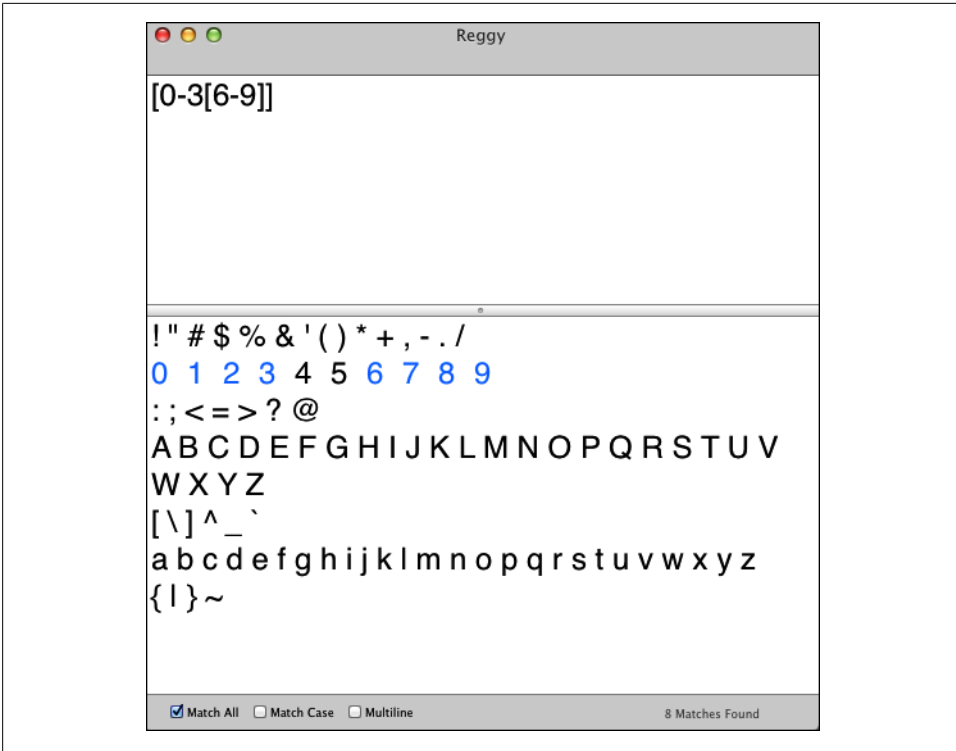 Reggy
[0-3[6-9]]
! " # $ % & ' ( ) * + , - . /
0 1 2 3 4 5 6 7 8 9
: ; < = > ? @
A B C D E F G H I J K L M N O P Q R S T U V
W X Y Z
[ \ ] ^ _ `
a b c d e f g h i j k l m n o p q r s t u v w x y z
{ | } ~
Match All Match Case Multiline 8 Matches Found